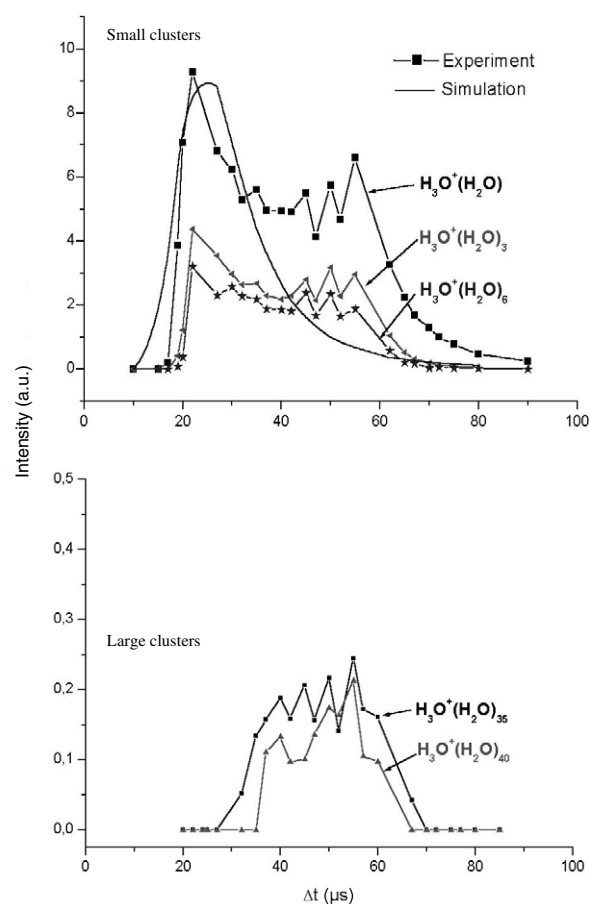 Small clusters
Experiment
Simulation
10
8
6
4
2
0
H₃O⁺(H₂O)
H₃O⁺(H₂O)₃
H₃O⁺(H₂O)₆
0 20 40 60 80 100
Intensity (a.u.)
0,5
0,4
0,3
0,2
0,1
0,0
Large clusters
H₃O⁺(H₂O)₃₅
H₃O⁺(H₂O)₄₀
0 20 40 60 80 100
Δt (μs)